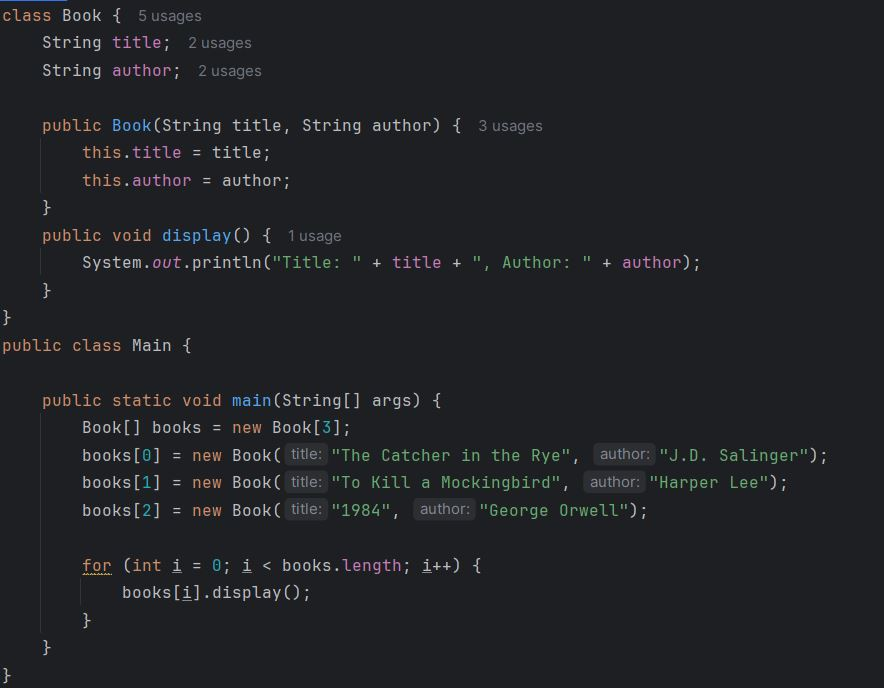 class Book {  5 usages
    String title;  2 usages
    String author;  2 usages

    public Book(String title, String author) {  3 usages
        this.title = title;
        this.author = author;
    }
    public void display() {  1 usage
        System.out.println("Title: " + title + ", Author: " + author);
    }
}
public class Main {

    public static void main(String[] args) {
        Book[] books = new Book[3];
        books[0] = new Book( title: "The Catcher in the Rye",  author: "J.D. Salinger");
        books[1] = new Book( title: "To Kill a Mockingbird",  author: "Harper Lee");
        books[2] = new Book( title: "1984",  author: "George Orwell");

        for (int i = 0; i < books.length; i++) {
            books[i].display();
        }
    }
}